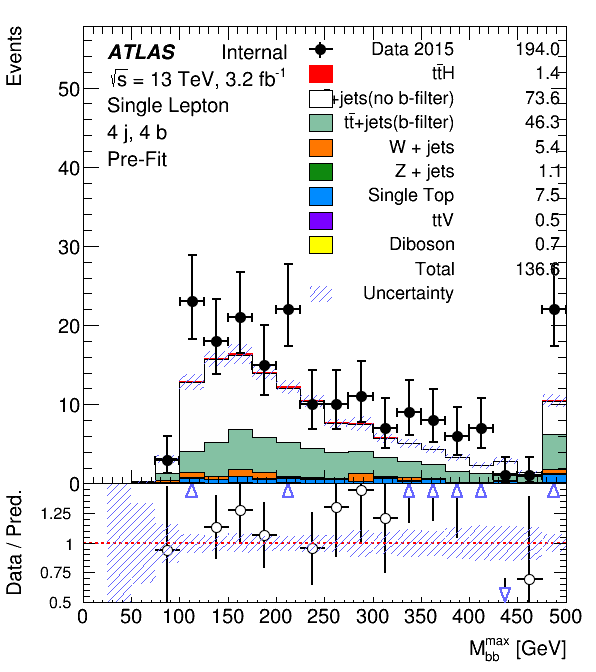 Events
ATLAS Internal
√s = 13 TeV, 3.2 fb⁻¹
Single Lepton
4 j, 4 b
Pre-Fit
Data 2015 194.0
tt̄H 1.4
+jets(no b-filter) 73.6
tt̄+jets(b-filter) 46.3
W + jets 5.4
Z + jets 1.1
Single Top 7.5
ttV 0.5
Diboson 0.7
Total 136.6
Uncertainty
50
40
30
20
10
0
Data / Pred.
1.25
1
0.75
0.5
0 50 100 150 200 250 300 350 400 450 500
M_bb^max [GeV]